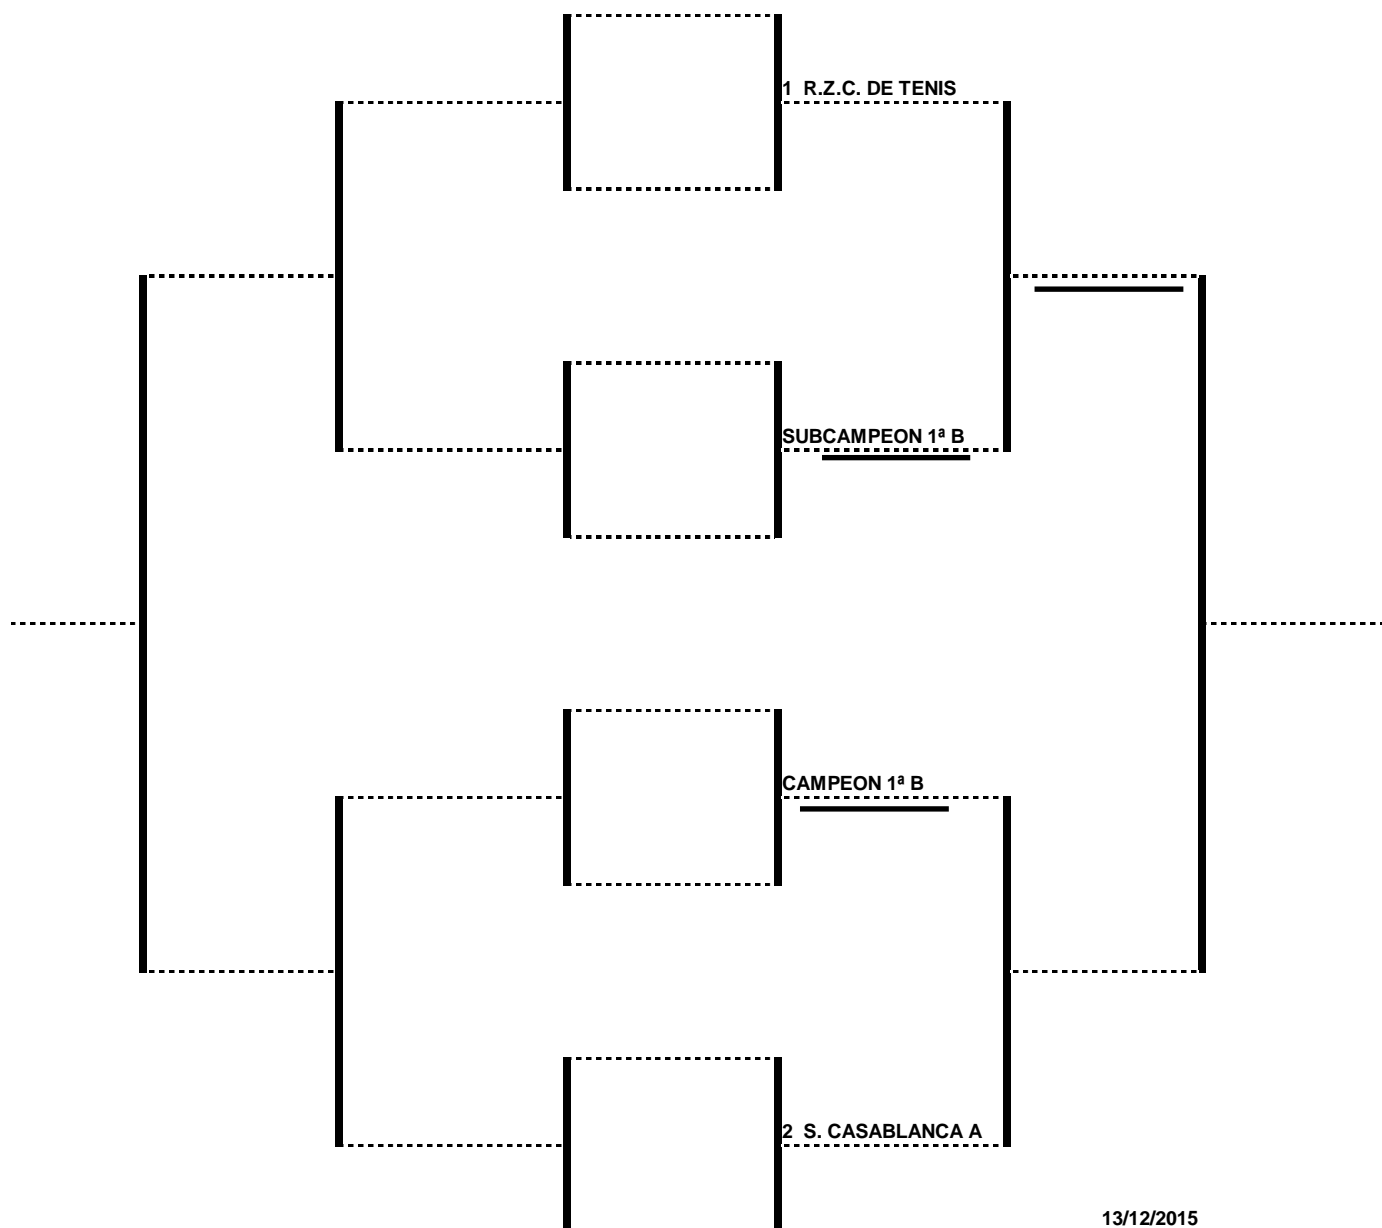 1 R.Z.C. DE TENIS
SUBCAMPEON 1ª B
CAMPEON 1ª B
2 S. CASABLANCA A
13/12/2015